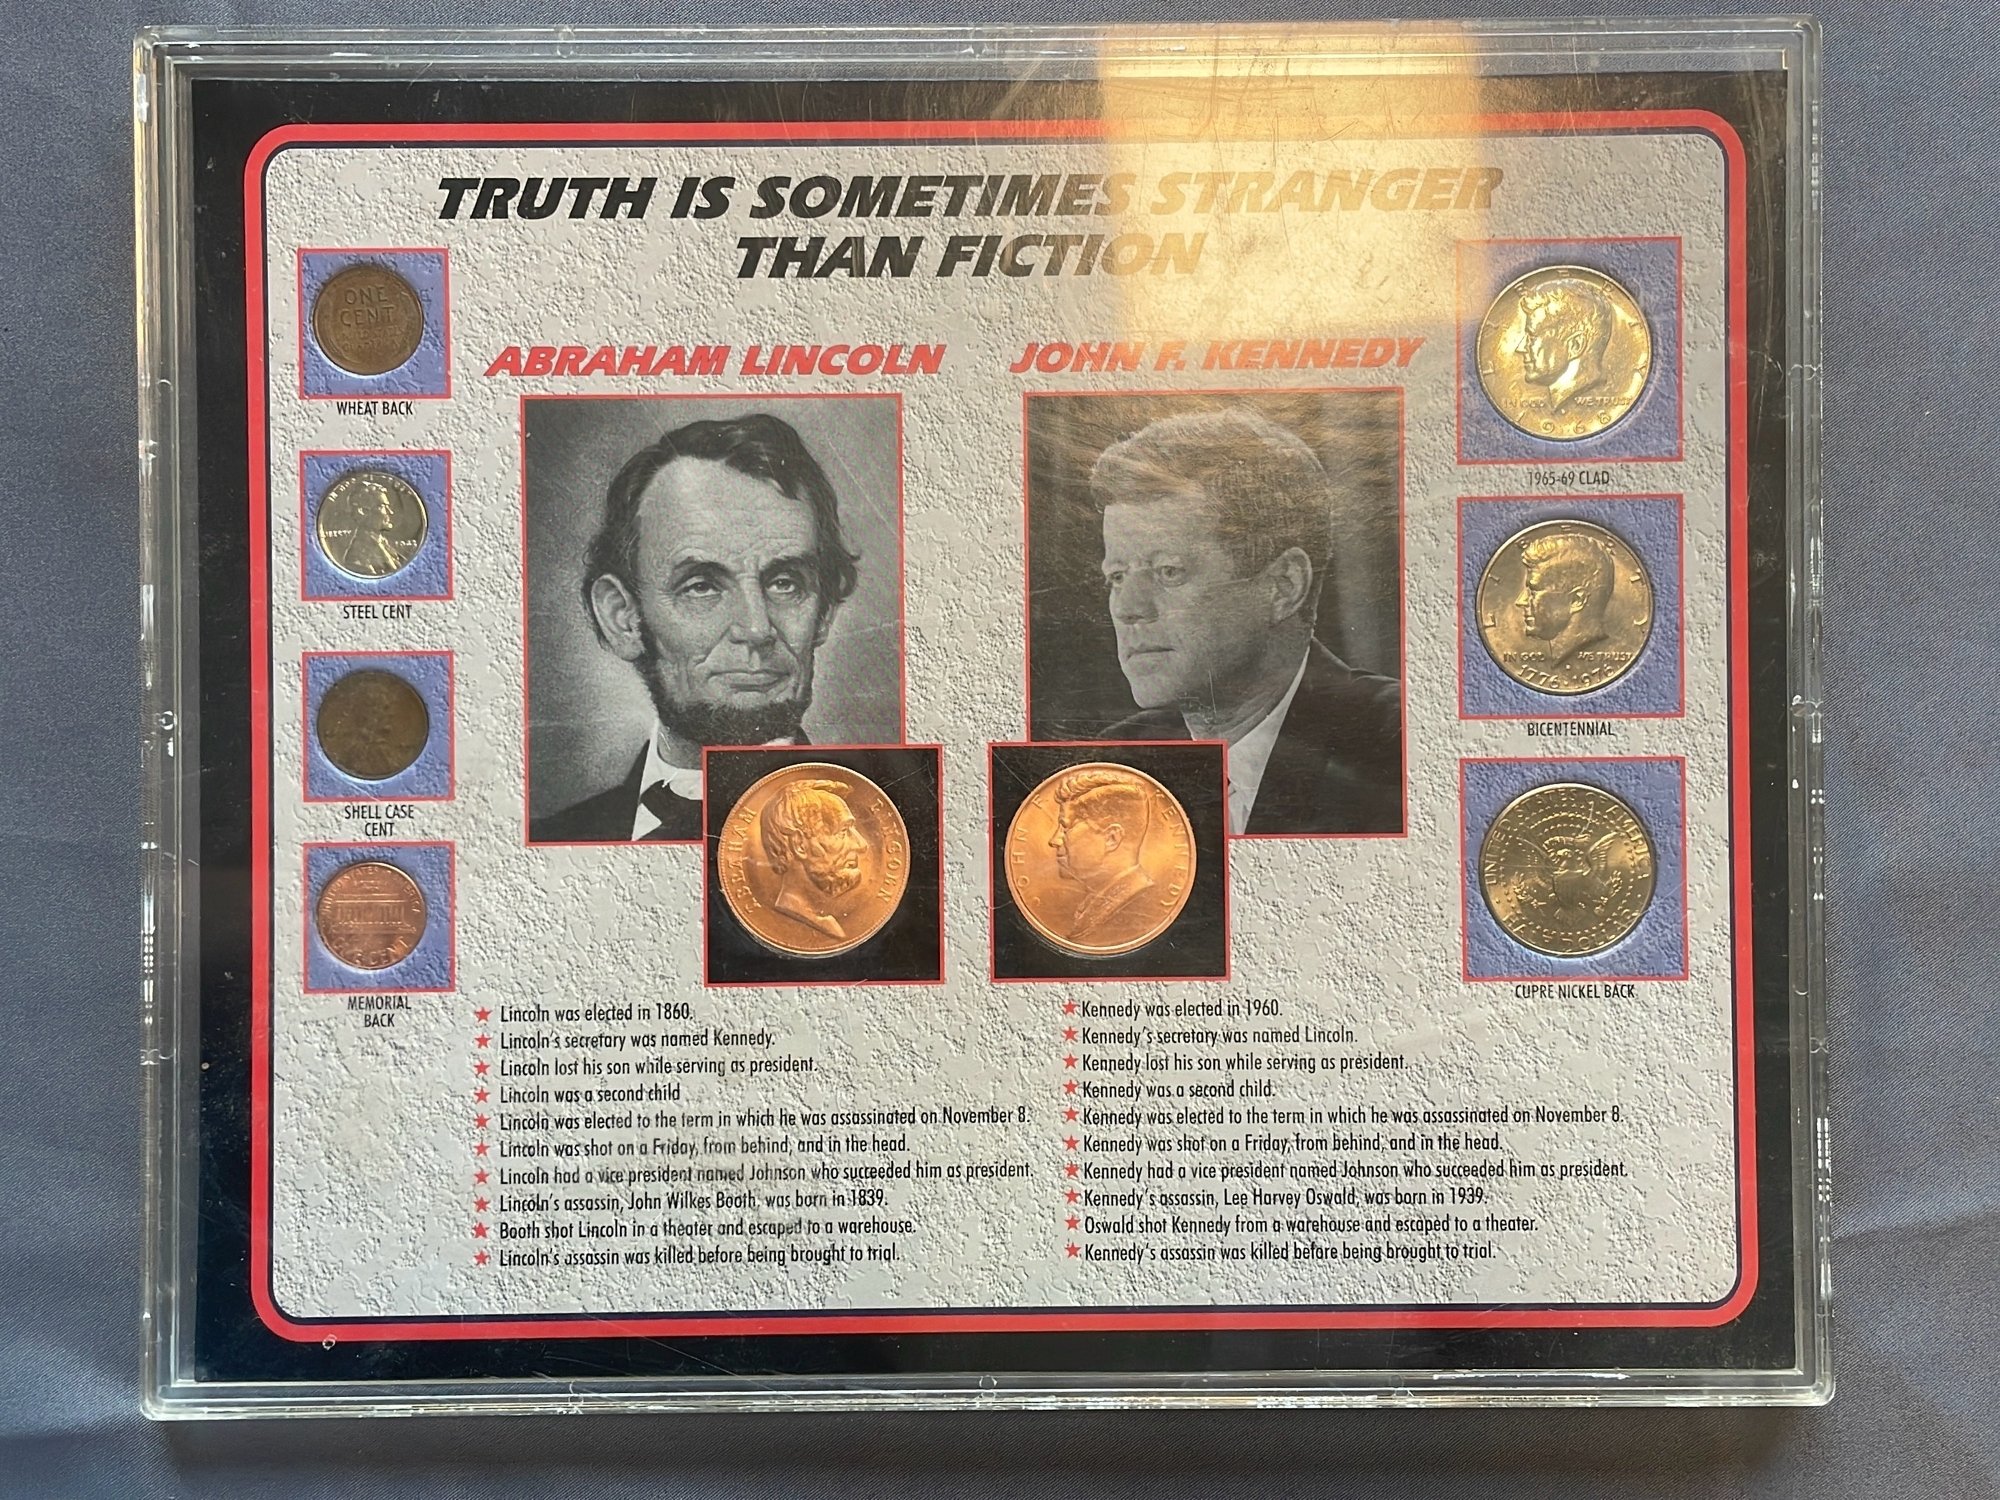 TRUTH IS SOMETIMES STRANGER
THAN FICTION
ONE
CENT
WHEAT BACK
LIBERTY 1943
STEEL CENT
SHELL CASE
CENT
ONE CENT
MEMORIAL
BACK
ABRAHAM LINCOLN
JOHN F. KENNEDY
ABRAHAM LINCOLN
JOHN F KENNEDY
LIBERTY
IN GOD WE TRUST
1968
1965-69 CLAD
LIBERTY
IN GOD WE TRUST
1776·1976
BICENTENNIAL
UNITED STATES OF AMERICA
HALF DOLLAR
CUPRE NICKEL BACK
★ Lincoln was elected in 1860.
★ Lincoln's secretary was named Kennedy.
★ Lincoln lost his son while serving as president.
★ Lincoln was a second child
★ Lincoln was elected to the term in which he was assassinated on November 8.
★ Lincoln was shot on a Friday, from behind, and in the head.
★ Lincoln had a vice president named Johnson who succeeded him as president.
★ Lincoln's assassin, John Wilkes Booth, was born in 1839.
★ Booth shot Lincoln in a theater and escaped to a warehouse.
★ Lincoln's assassin was killed before being brought to trial.
★ Kennedy was elected in 1960.
★ Kennedy's secretary was named Lincoln.
★ Kennedy lost his son while serving as president.
★ Kennedy was a second child.
★ Kennedy was elected to the term in which he was assassinated on November 8.
★ Kennedy was shot on a Friday, from behind, and in the head.
★ Kennedy had a vice president named Johnson who succeeded him as president.
★ Kennedy's assassin, Lee Harvey Oswald, was born in 1939.
★ Oswald shot Kennedy from a warehouse and escaped to a theater.
★ Kennedy's assassin was killed before being brought to trial.